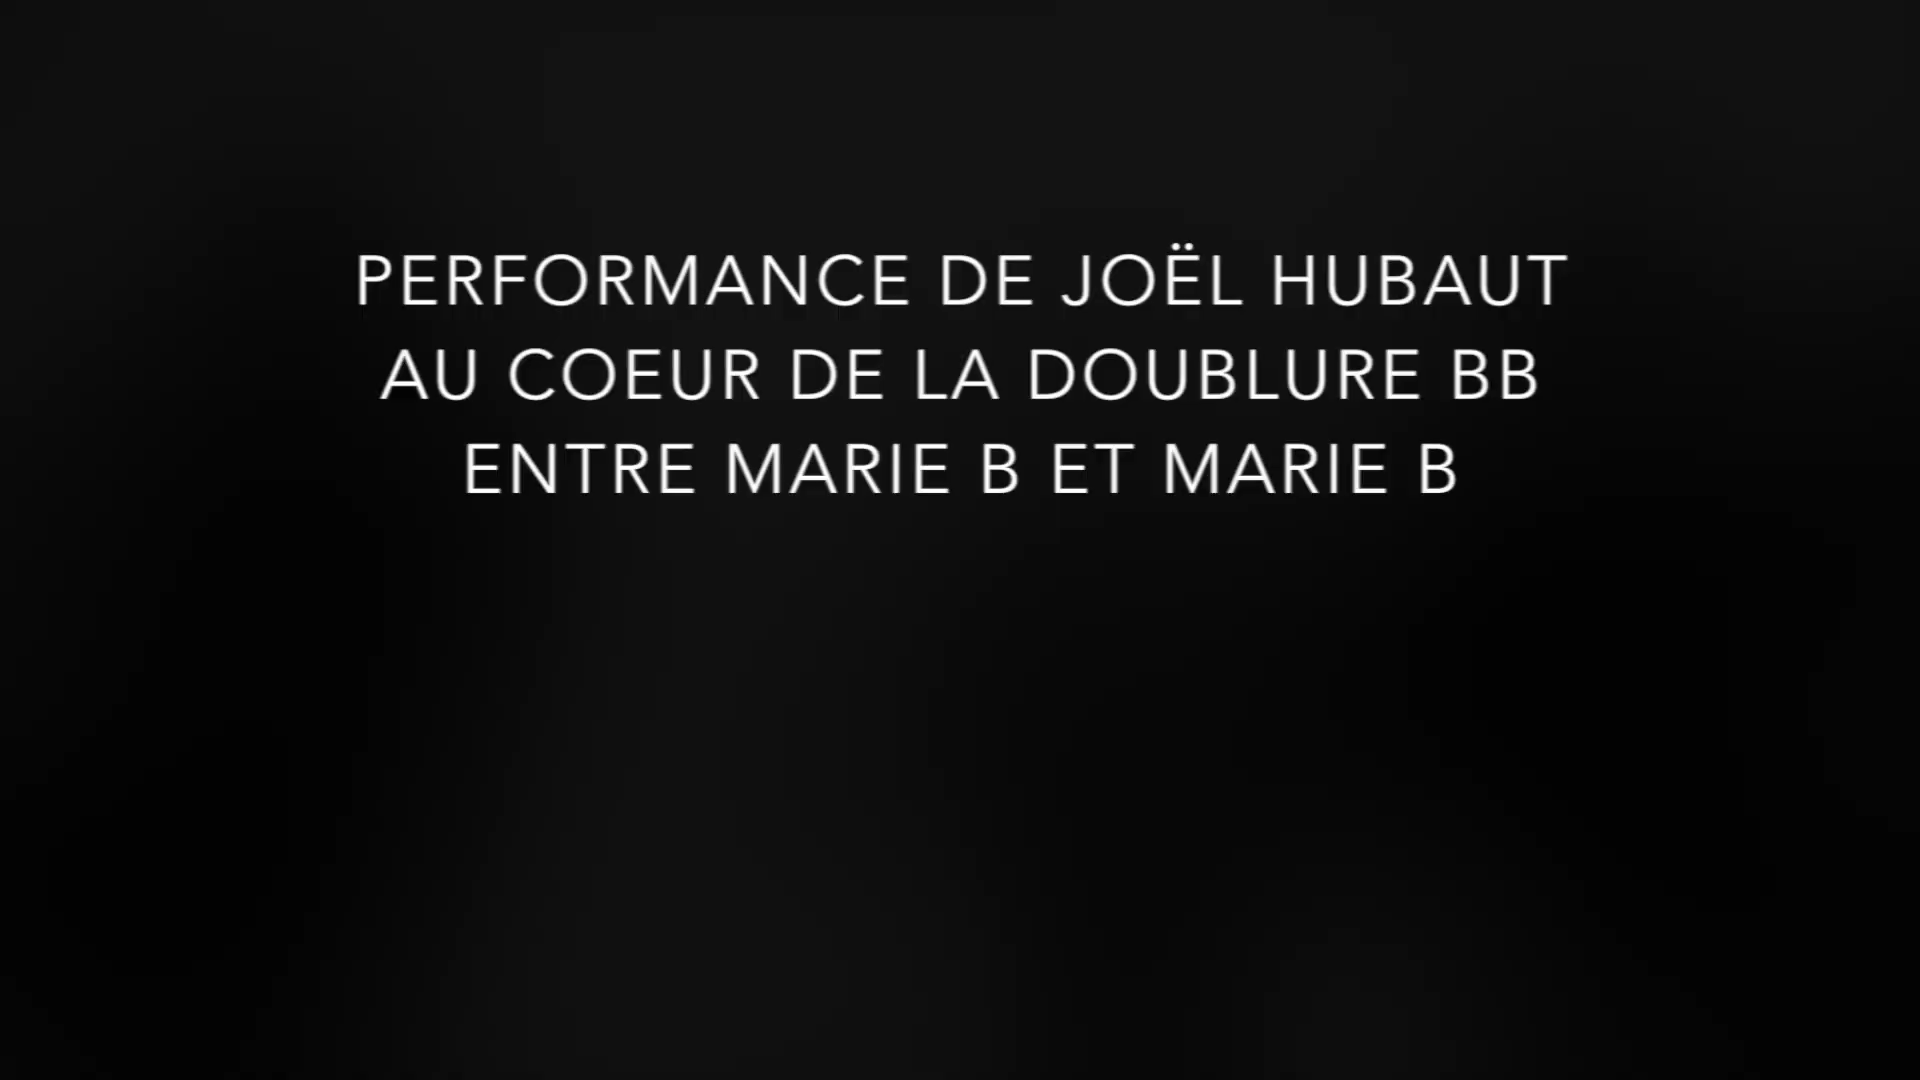 PERFORMANCE DE JOËL HUBAUT
AU COEUR DE LA DOUBLURE BB
ENTRE MARIE B ET MARIE B